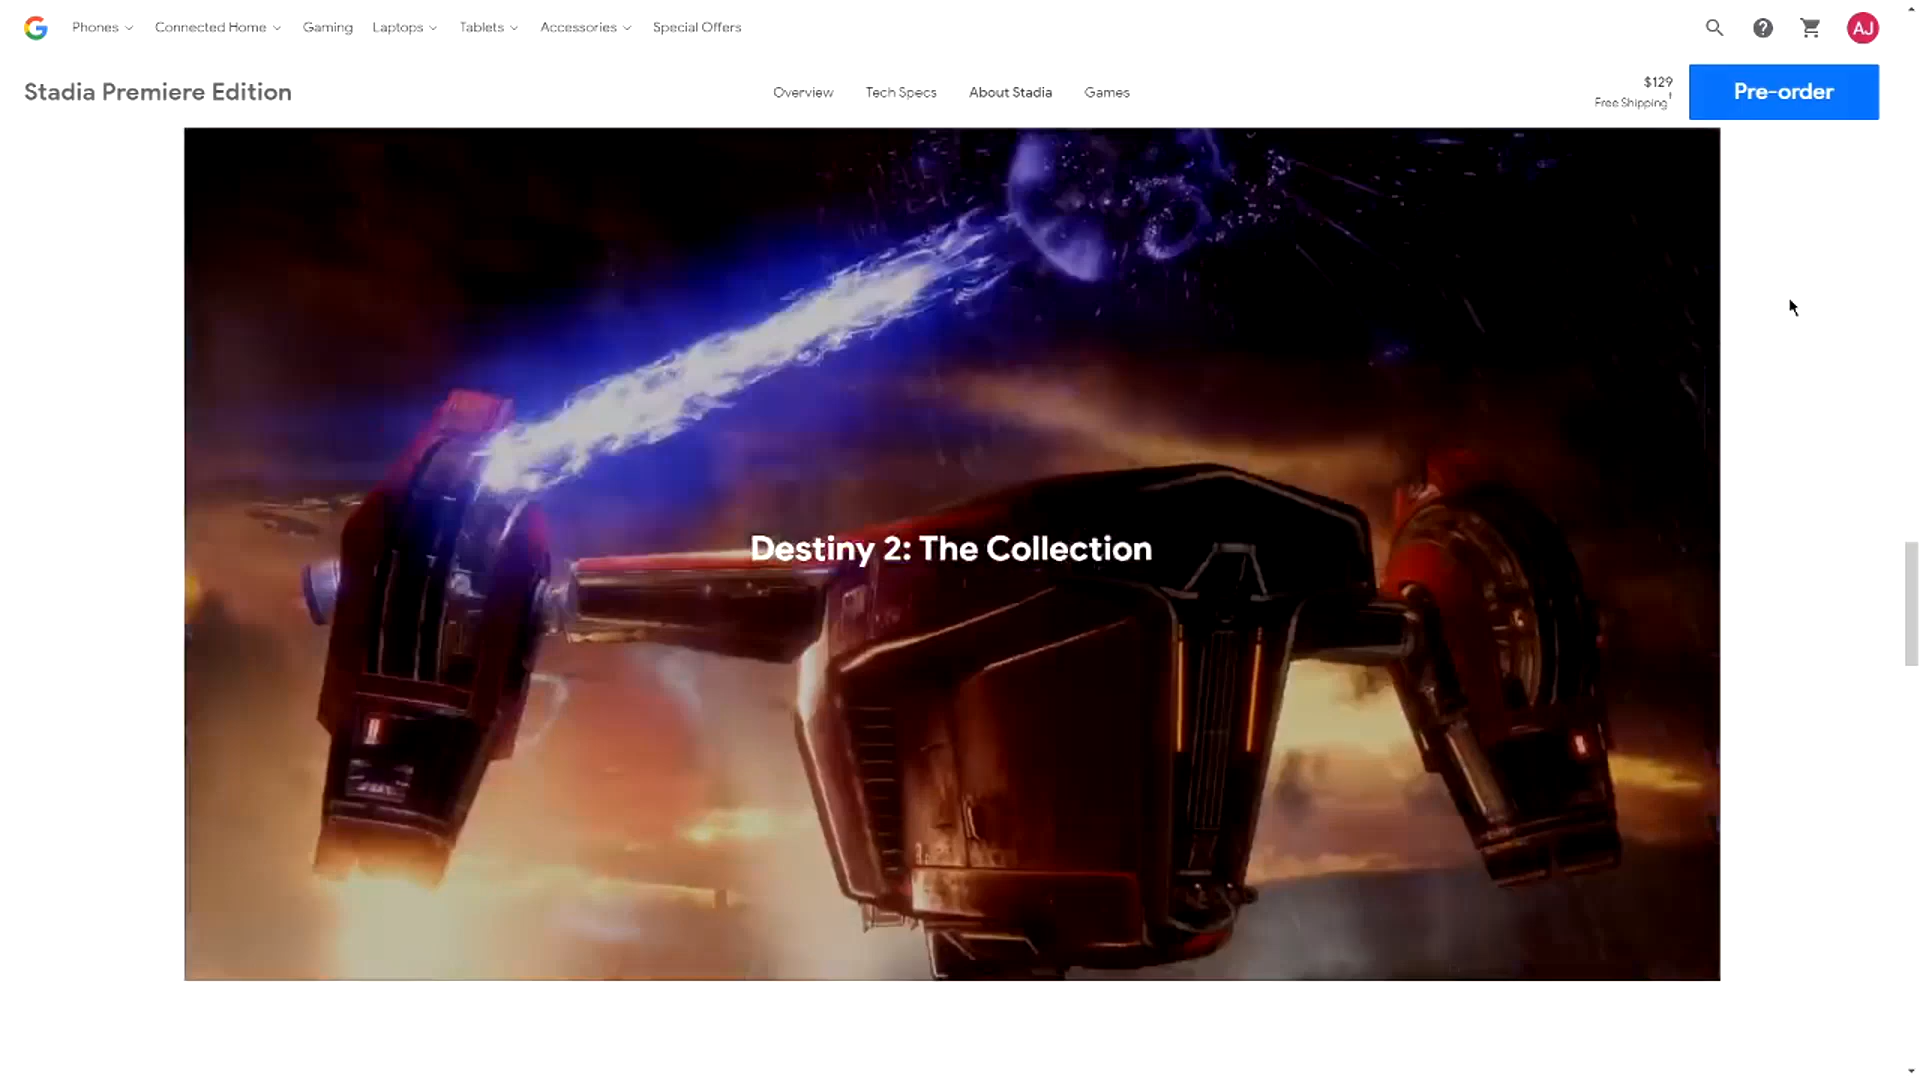 Phones
Connected Home
Gaming
Laptops
Tablets
Accessories
Special Offers
AJ
Stadia Premiere Edition
Overview
Tech Specs
About Stadia
Games
$129
Free Shipping†
Pre-order
Destiny 2: The Collection